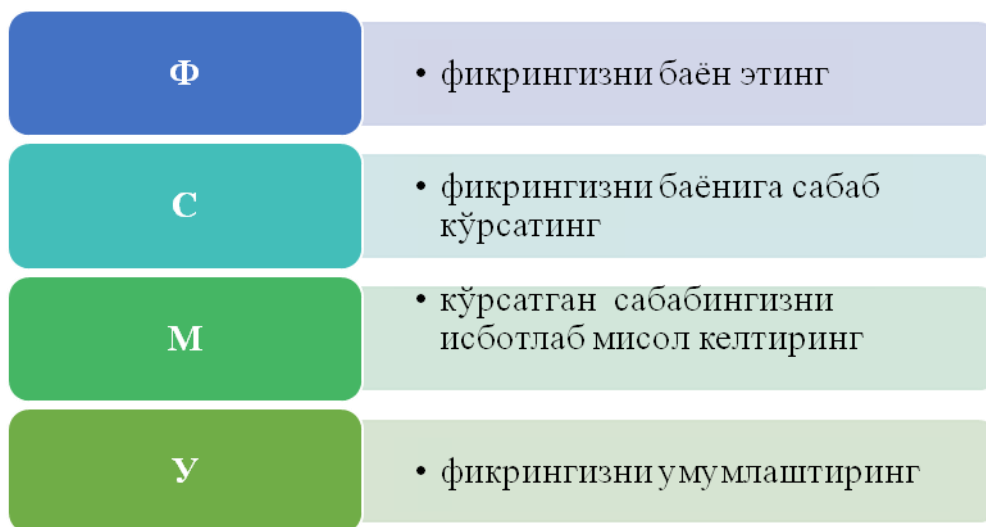 Ф
• фикрингизни баён этинг
С
• фикрингизни баёнига сабаб
кўрсатинг
М
• кўрсатган сабабингизни
исботлаб мисол келтиринг
У
• фикрингизни умумлаштиринг